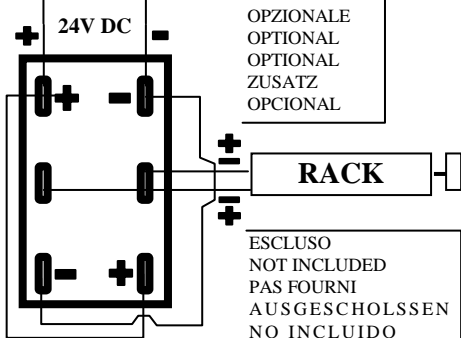 OPZIONALE
+ 24V DC -
OPTIONAL
OPTIONAL
ZUSATZ
OPCIONAL
+ -
+
-
RACK -
-
+
- +
ESCLUSO
NOT INCLUDED
PAS FOURNI
AUSGESCHOLSSEN
NO INCLUIDO